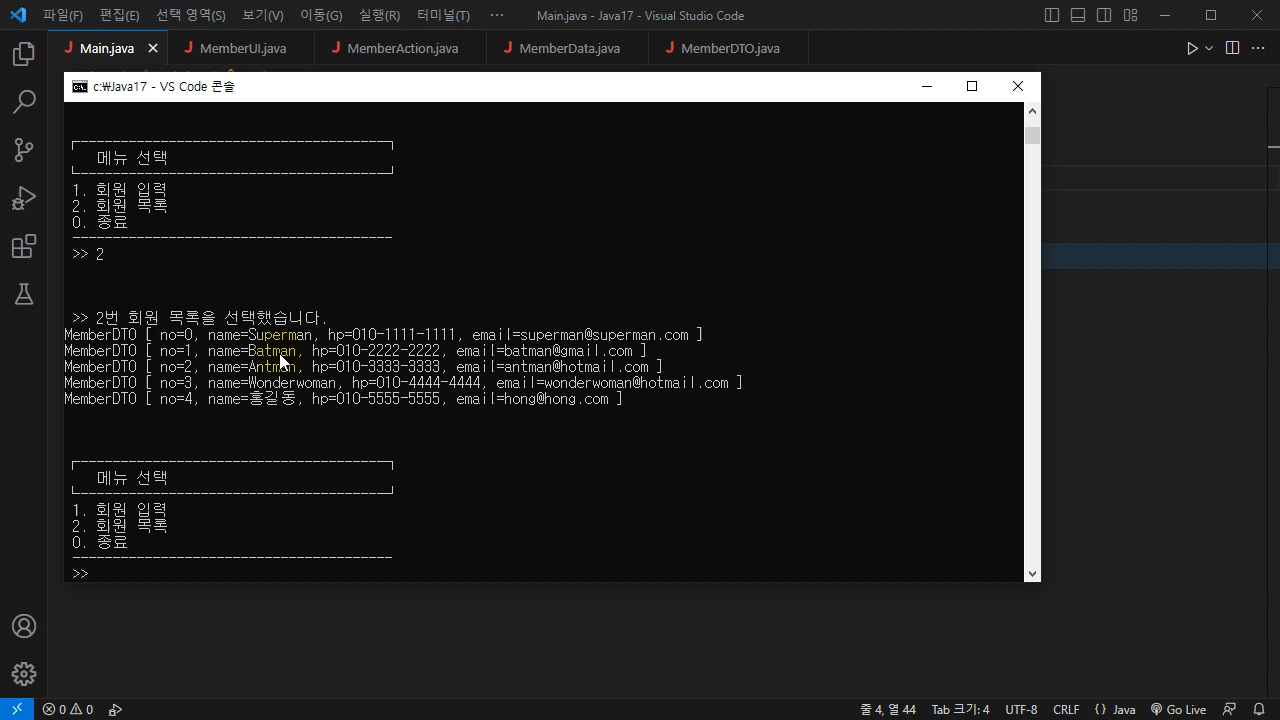 파일(F) 편집(E) 선택 영역(S) 보기(V) 이동(G) 실행(R) 터미널(T) ··· Main.java - Java17 - Visual Studio Code
J Main.java J MemberUI.java J MemberAction.java J MemberData.java J MemberDTO.java
c:₩Java17 - VS Code 콘솔
메뉴 선택
1. 회원 입력
2. 회원 목록
0. 종료
----------------------------------------
>> 2
>> 2번 회원 목록을 선택했습니다.
MemberDTO [ no=0, name=Superman, hp=010-1111-1111, email=superman@superman.com ]
MemberDTO [ no=1, name=Batman, hp=010-2222-2222, email=batman@gmail.com ]
MemberDTO [ no=2, name=Antman, hp=010-3333-3333, email=antman@hotmail.com ]
MemberDTO [ no=3, name=Wonderwoman, hp=010-4444-4444, email=wonderwoman@hotmail.com ]
MemberDTO [ no=4, name=홍길동, hp=010-5555-5555, email=hong@hong.com ]
메뉴 선택
1. 회원 입력
2. 회원 목록
0. 종료
----------------------------------------
>>
0 0 줄 4, 열 44 Tab 크기: 4 UTF-8 CRLF {} Java Go Live